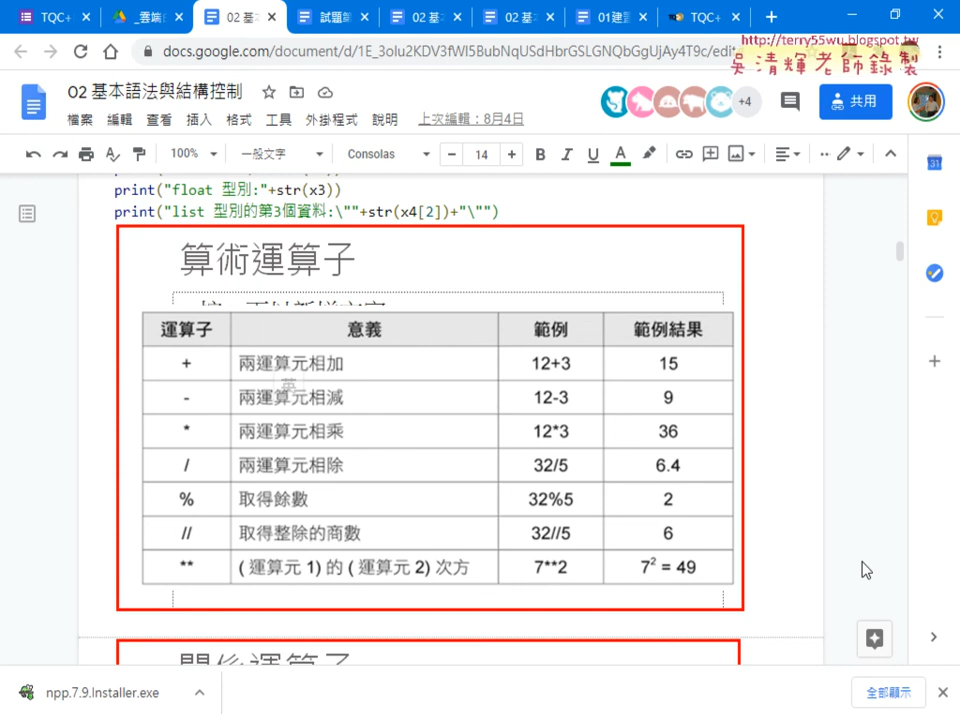 TQC+
_雲端
02 基
試題
02 基
02 基
01建
TQC+
docs.google.com/document/d/1E_3olu2KDV3fWI5BubNqUSdHbrGSLGNQbGgUjAy4T9c/edi
http://terry55wu.blogspot.tw
吳清輝老師錄製
02 基本語法與結構控制
+4
共用
檔案 編輯 查看 插入 格式 工具 外掛程式 說明 上次編輯：8月4日
100% 一般文字 Consolas 14 B I U A
31
print("float 型別:"+str(x3))
print("list 型別的第3個資料:\""+str(x4[2])+"\"")
算術運算子
運算子 意義 範例 範例結果
+ 兩運算元相加 12+3 15
英
- 兩運算元相減 12-3 9
* 兩運算元相乘 12*3 36
/ 兩運算元相除 32/5 6.4
% 取得餘數 32%5 2
// 取得整除的商數 32//5 6
** ( 運算元 1) 的 ( 運算元 2) 次方 7**2 7² = 49
關係運算子
npp.7.9.Installer.exe
全部顯示